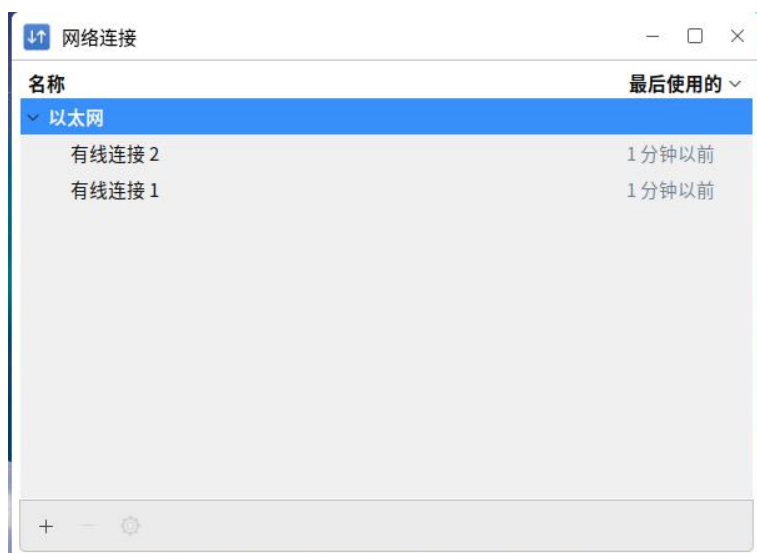 网络连接
名称 最后使用的
以太网
有线连接 2 1 分钟以前
有线连接 1 1 分钟以前